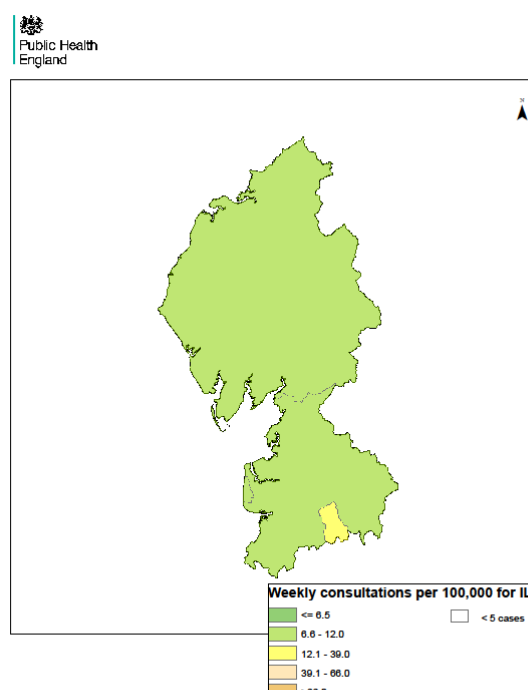 Public Health
England
N
Weekly consultations per 100,000 for IL
<= 6.5
< 5 cases
6.6 - 12.0
12.1 - 39.0
39.1 - 66.0